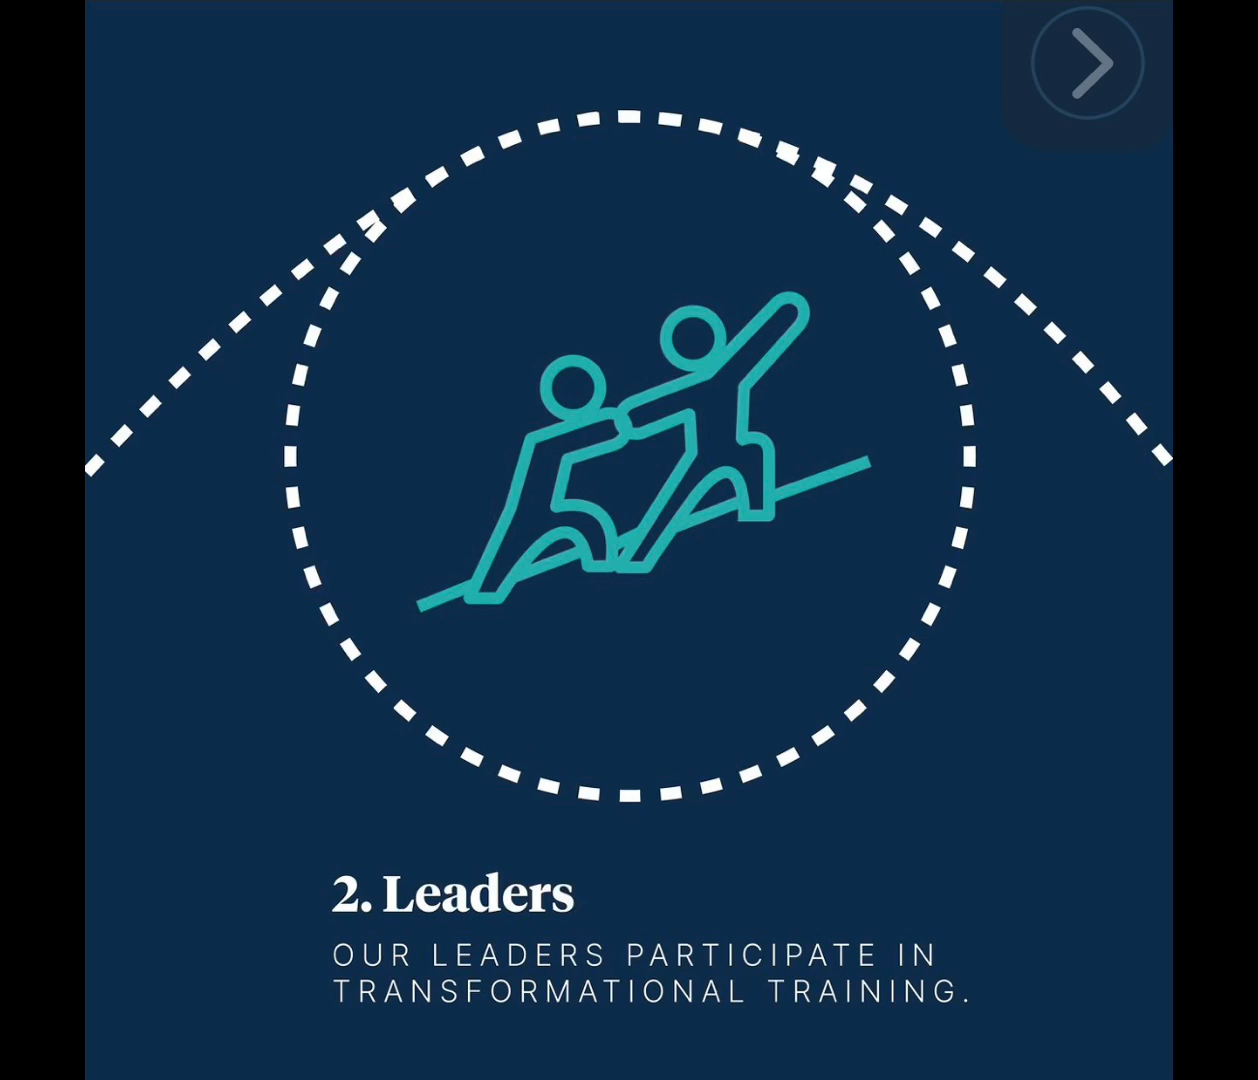 2. Leaders
OUR LEADERS PARTICIPATE IN
TRANSFORMATIONAL TRAINING.